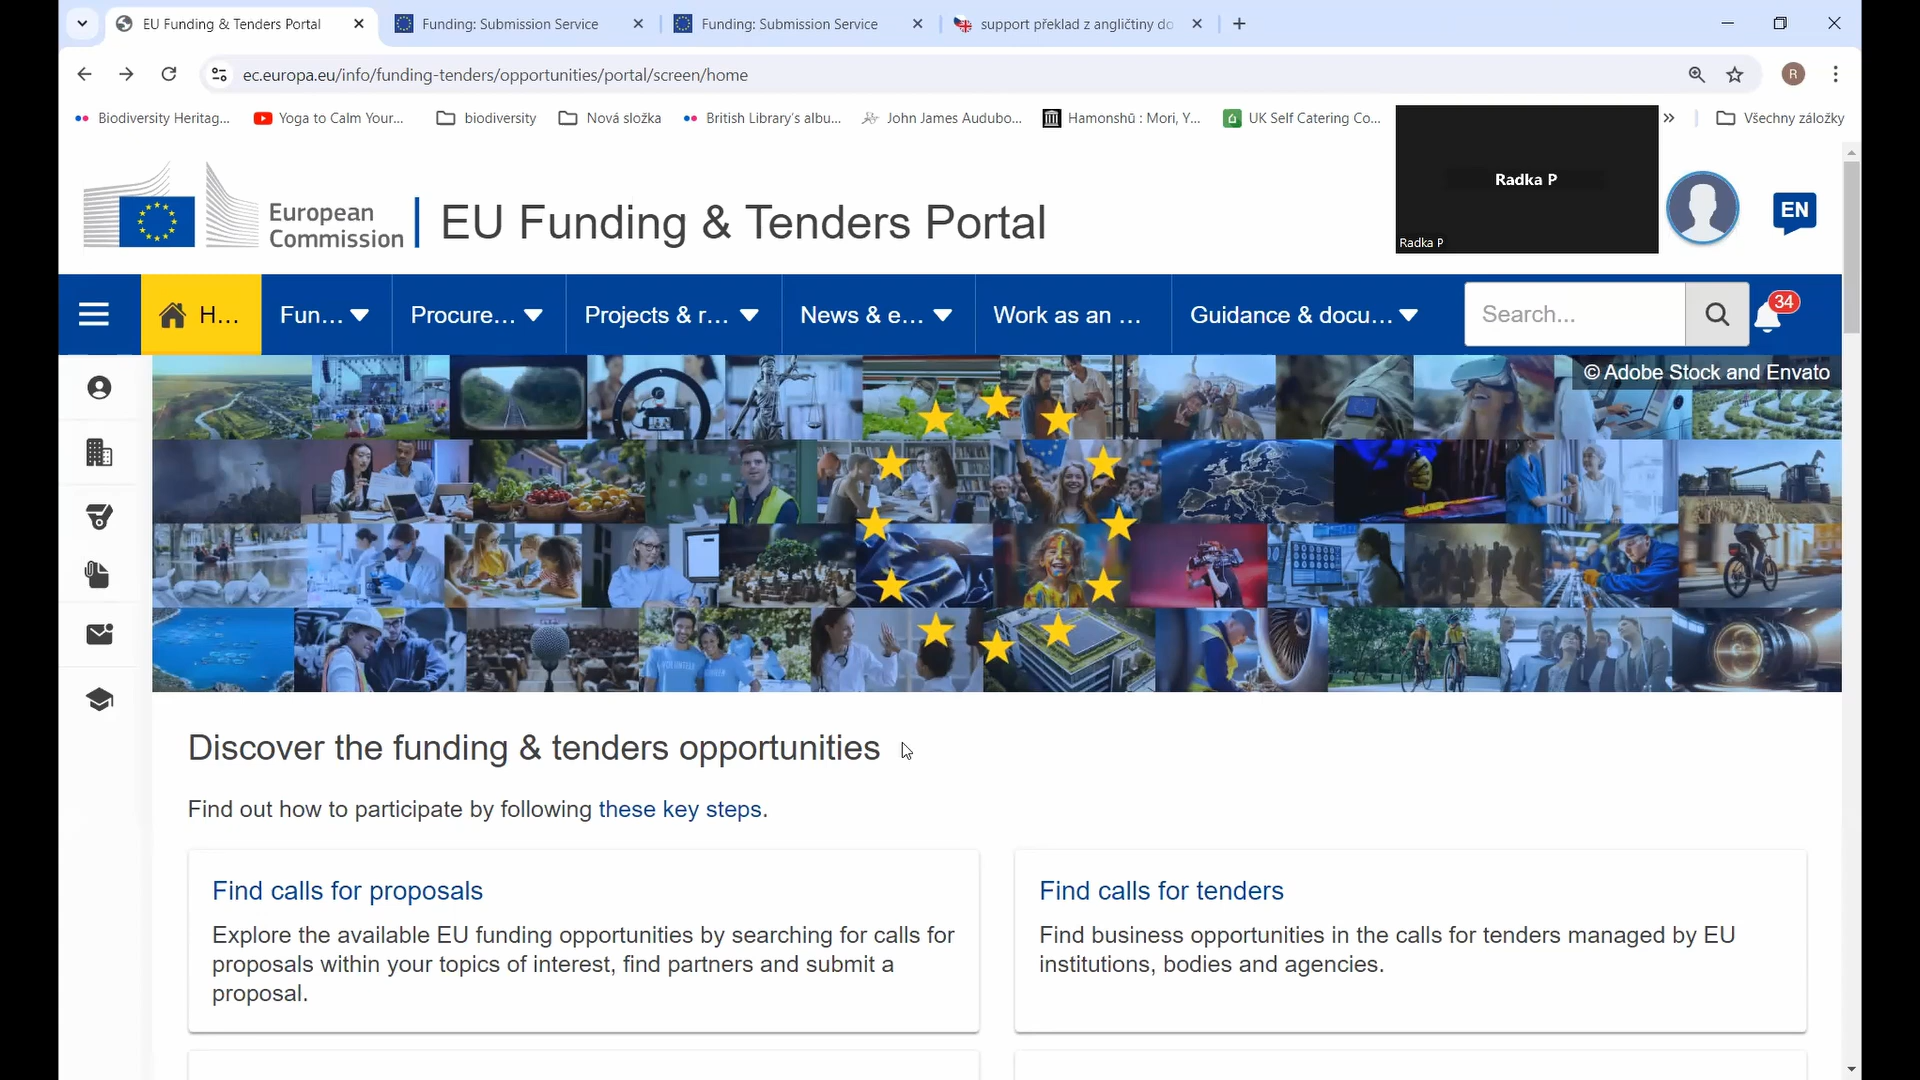 EU Funding & Tenders Portal
Funding: Submission Service
Funding: Submission Service
support překlad z angličtiny do
ec.europa.eu/info/funding-tenders/opportunities/portal/screen/home
R
Biodiversity Heritag...
Yoga to Calm Your...
biodiversity
Nová složka
British Library's albu...
John James Audubo...
Hamonshū : Mori, Y...
UK Self Catering Co...
Všechny záložky
Radka P
Radka P
European
Commission
EU Funding & Tenders Portal
EN
H...
Fun...
Procure...
Projects & r...
News & e...
Work as an ...
Guidance & docu...
Search...
34
© Adobe Stock and Envato
VOLUNTEER
Discover the funding & tenders opportunities
Find out how to participate by following these key steps.
Find calls for proposals
Explore the available EU funding opportunities by searching for calls for
proposals within your topics of interest, find partners and submit a
proposal.
Find calls for tenders
Find business opportunities in the calls for tenders managed by EU
institutions, bodies and agencies.